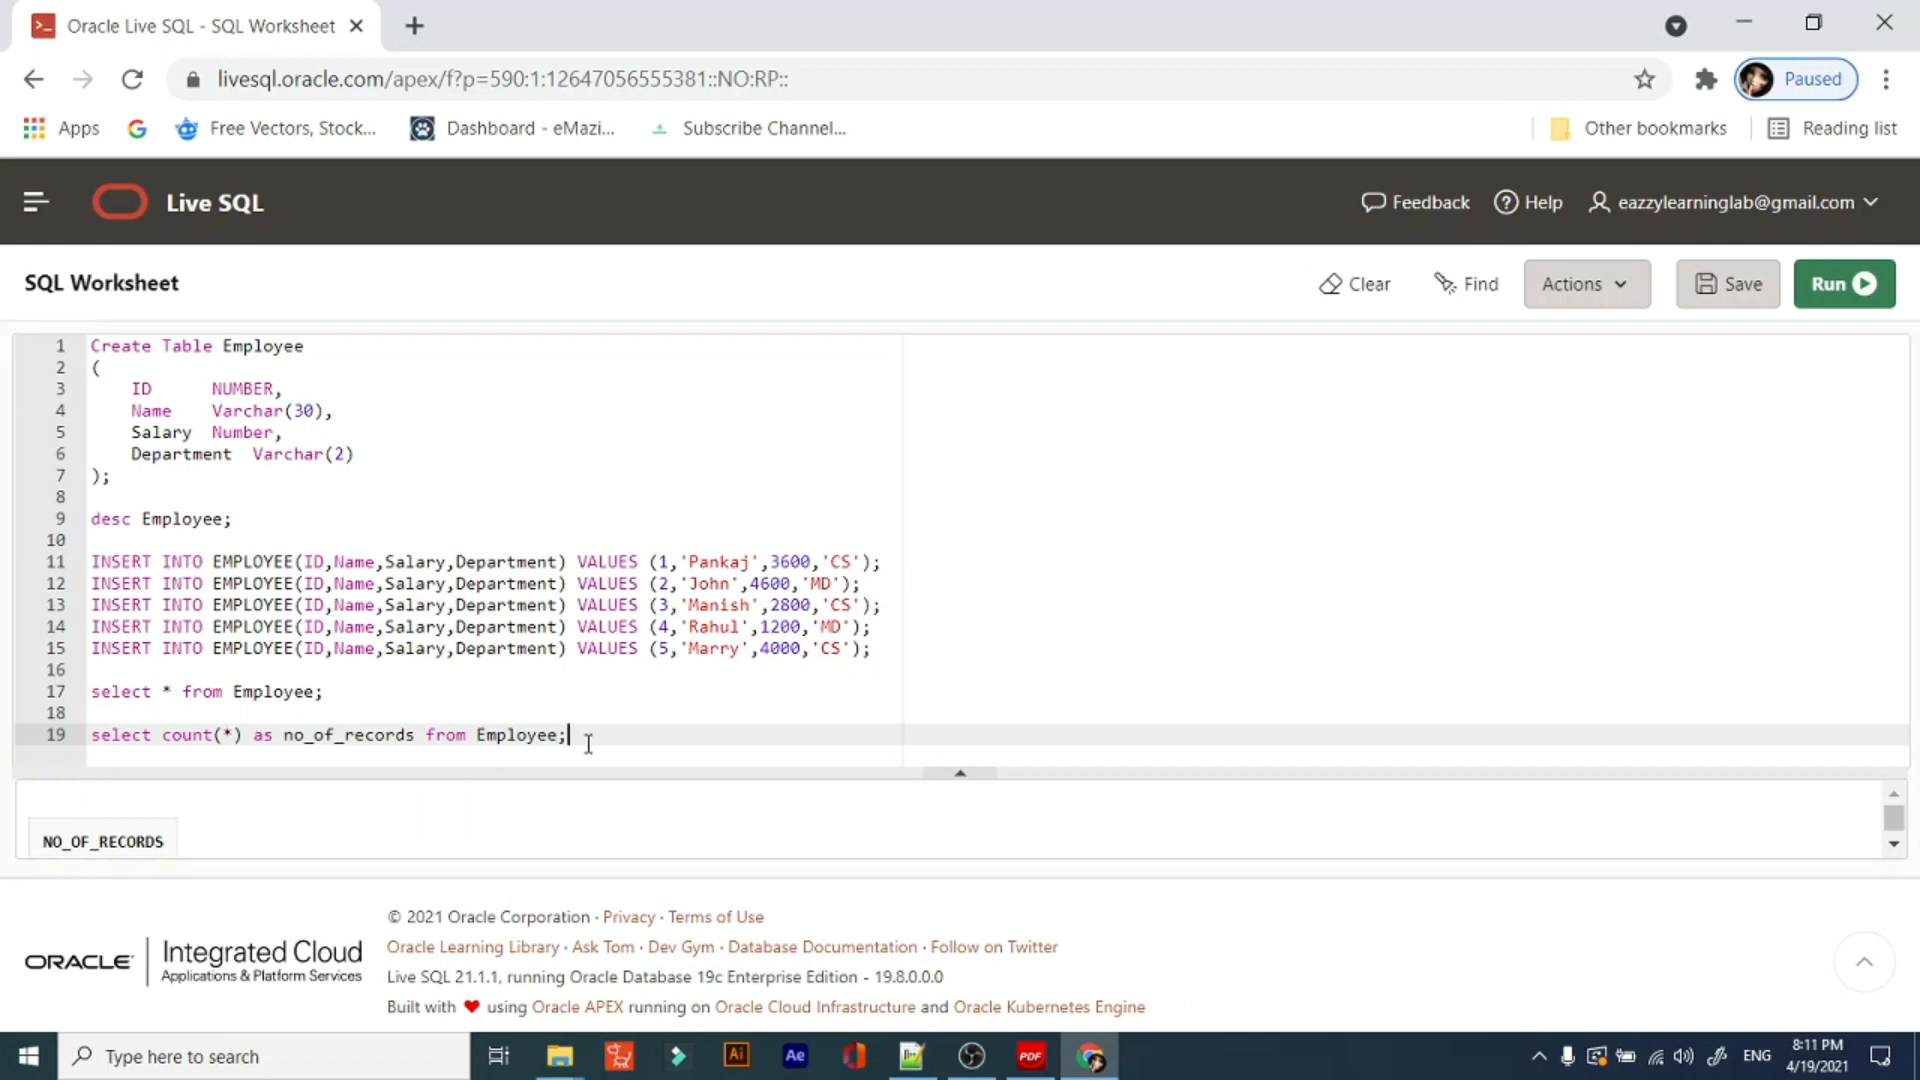 Oracle Live SQL - SQL Worksheet
livesql.oracle.com/apex/f?p=590:1:12647056555381::NO:RP::
Paused
Apps
Free Vectors, Stock...
Dashboard - eMazi...
Subscribe Channel...
Other bookmarks
Reading list
Live SQL
Feedback
Help
eazzylearninglab@gmail.com
SQL Worksheet
Clear
Find
Actions
Save
Run
1 Create Table Employee
2 (
3 ID NUMBER,
4 Name Varchar(30),
5 Salary Number,
6 Department Varchar(2)
7 );
8
9 desc Employee;
10
11 INSERT INTO EMPLOYEE(ID,Name,Salary,Department) VALUES (1,'Pankaj',3600,'CS');
12 INSERT INTO EMPLOYEE(ID,Name,Salary,Department) VALUES (2,'John',4600,'MD');
13 INSERT INTO EMPLOYEE(ID,Name,Salary,Department) VALUES (3,'Manish',2800,'CS');
14 INSERT INTO EMPLOYEE(ID,Name,Salary,Department) VALUES (4,'Rahul',1200,'MD');
15 INSERT INTO EMPLOYEE(ID,Name,Salary,Department) VALUES (5,'Marry',4000,'CS');
16
17 select * from Employee;
18
19 select count(*) as no_of_records from Employee;
NO_OF_RECORDS
© 2021 Oracle Corporation · Privacy · Terms of Use
Oracle Learning Library · Ask Tom · Dev Gym · Database Documentation · Follow on Twitter
Live SQL 21.1.1, running Oracle Database 19c Enterprise Edition - 19.8.0.0.0
Built with ❤ using Oracle APEX running on Oracle Cloud Infrastructure and Oracle Kubernetes Engine
ORACLE
Integrated Cloud
Applications & Platform Services
Type here to search
Ai
Ae
PDF
ENG
8:11 PM
4/19/2021